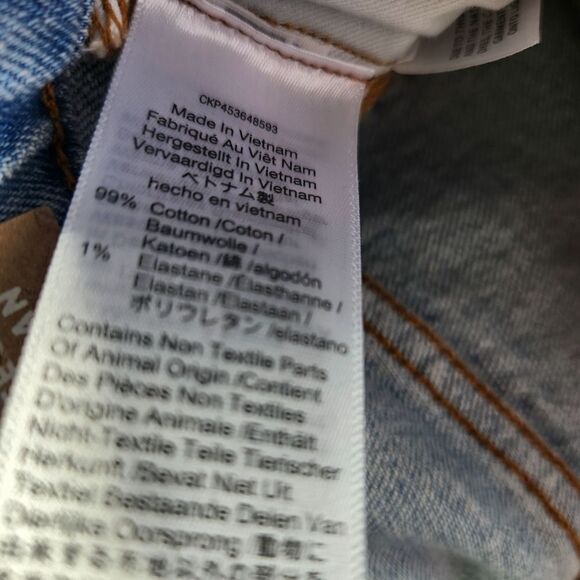 CKP453648593
Made In Vietnam
Fabriqué Au Viêt Nam
Hergestellt In Vietnam
Vervaardigd In Vietnam
ベトナム製
hecho en vietnam
99% Cotton /Coton /
Baumwolle /
Katoen /綿 /algodón
1% Elastane /Élasthanne /
Elastan /Elastaan /
ポリウレタン /elastano
Contains Non Textile Parts
Of Animal Origin /Contient
Des Pièces Non Textiles
D'origine Animale /Enthält
Nicht-Textile Teile Tierischer
Herkunft /Bevat Niet Uit
Textiel Bestaande Delen Van
Dierlijke Oorsprong /